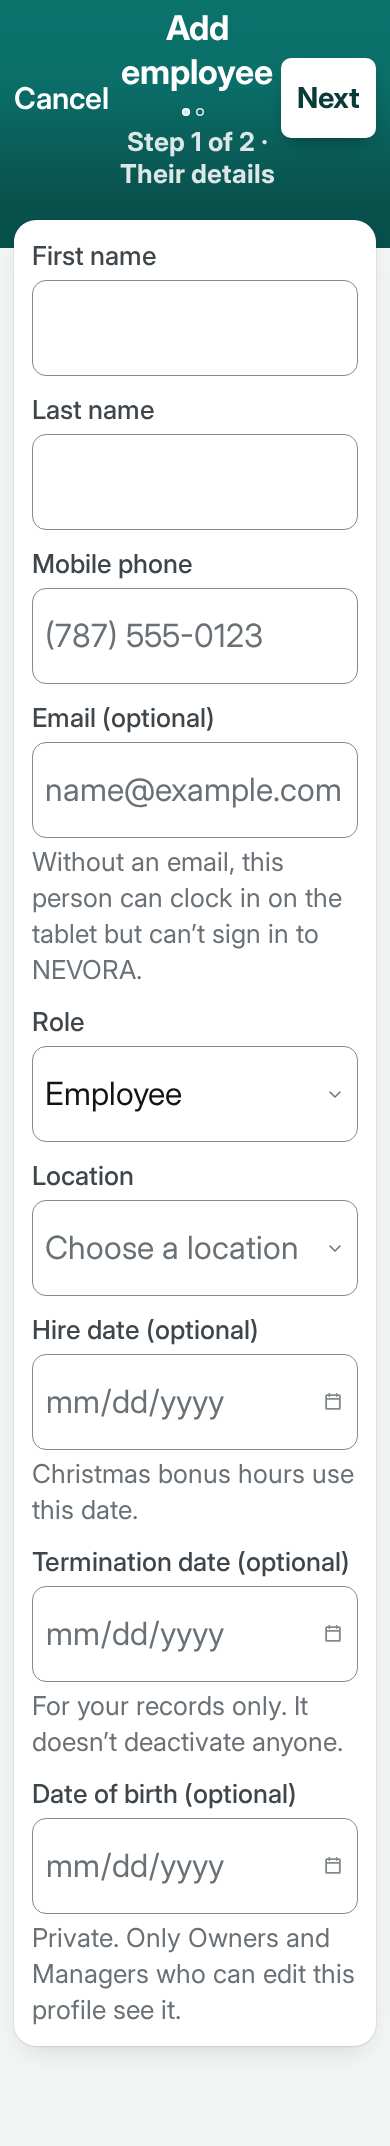 Cancel
Add
employee
Step 1 of 2 ·
Their details
Next
First name
Last name
Mobile phone
(787) 555-0123
Email (optional)
name@example.com
Without an email, this
person can clock in on the
tablet but can’t sign in to
NEVORA.
Role
Employee
Location
Choose a location
Hire date (optional)
mm/dd/yyyy
Christmas bonus hours use
this date.
Termination date (optional)
mm/dd/yyyy
For your records only. It
doesn’t deactivate anyone.
Date of birth (optional)
mm/dd/yyyy
Private. Only Owners and
Managers who can edit this
profile see it.